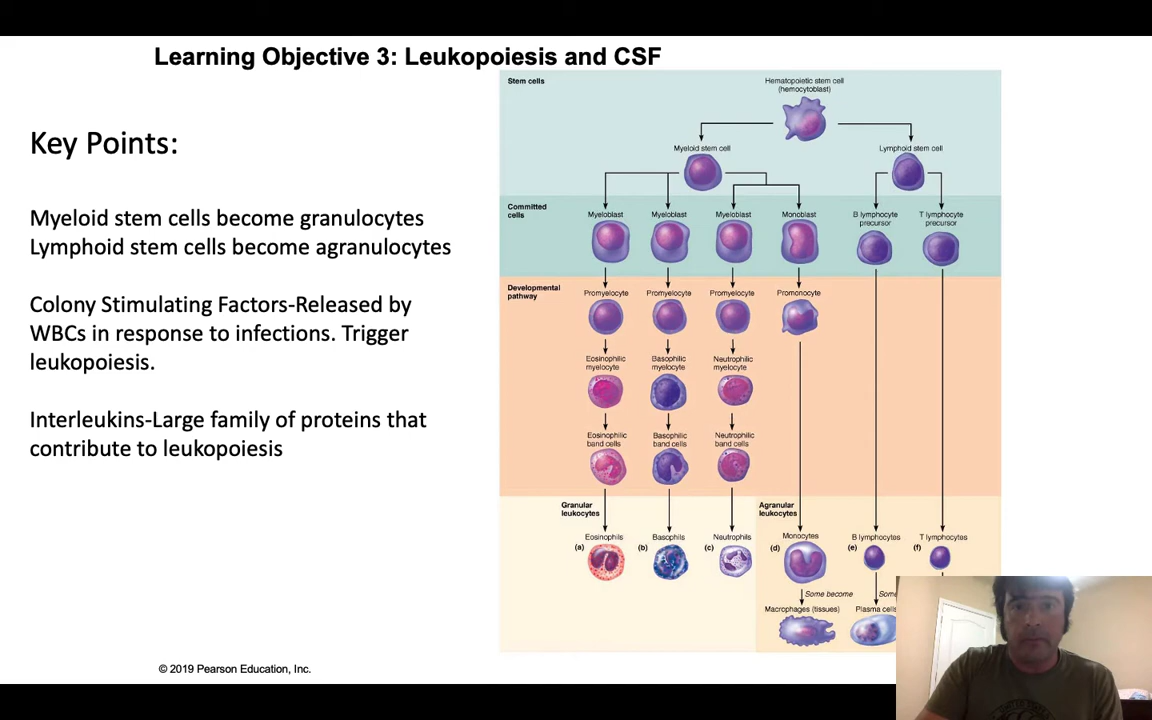 Learning Objective 3: Leukopoiesis and CSF
Key Points:
Myeloid stem cells become granulocytes
Lymphoid stem cells become agranulocytes
Colony Stimulating Factors-Released by
WBCs in response to infections. Trigger
leukopoiesis.
Interleukins-Large family of proteins that
contribute to leukopoiesis
Stem cells
Hematopoietic stem cell
(hemocytoblast)
Myeloid stem cell
Lymphoid stem cell
Committed
cells
Myeloblast
Myeloblast
Myeloblast
Monoblast
B lymphocyte
precursor
T lymphocyte
precursor
Developmental
pathway
Promyelocyte
Promyelocyte
Promyelocyte
Promonocyte
Eosinophilic
myelocyte
Basophilic
myelocyte
Neutrophilic
myelocyte
Eosinophilic
band cells
Basophilic
band cells
Neutrophilic
band cells
Granular
leukocytes
Agranular
leukocytes
Eosinophils
Basophils
Neutrophils
Monocytes
B lymphocytes
T lymphocytes
(a)
(b)
(c)
(d)
(e)
(f)
Some become
Macrophages (tissues)
Plasma cells
© 2019 Pearson Education, Inc.